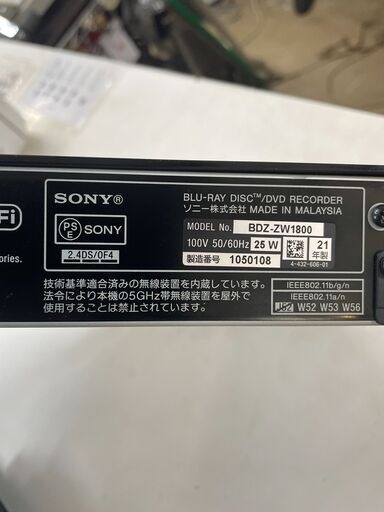 SONY®
BLU-RAY DISC™/DVD RECORDER
ソニー株式会社 MADE IN MALAYSIA
Fi
PS
E
SONY
MODEL No. BDZ-ZW1800
100V 50/60Hz 25 W
21
年製
2.4DS/OF4
製造番号 1050108
ories.
4-432-606-01
技術基準適合済みの無線装置を内蔵しています。
法令により本機の5GHz帯無線装置を屋外で
使用することは禁止されています。
IEEE802.11b/g/n
IEEE802.11a/n
J52 W52 W53 W56